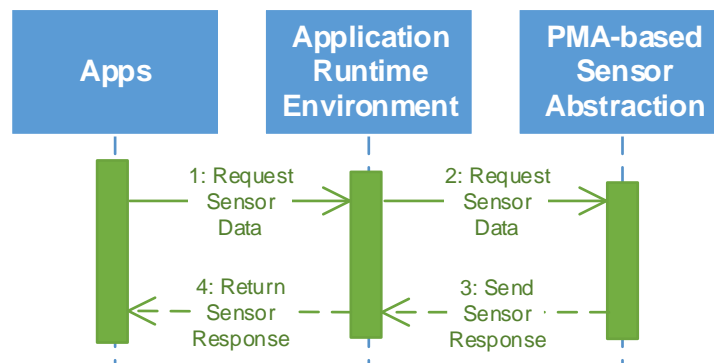 Apps
Application
Runtime
Environment
PMA-based
Sensor
Abstraction
1: Request
Sensor
Data
2: Request
Sensor
Data
4: Return
Sensor
Response
3: Send
Sensor
Response